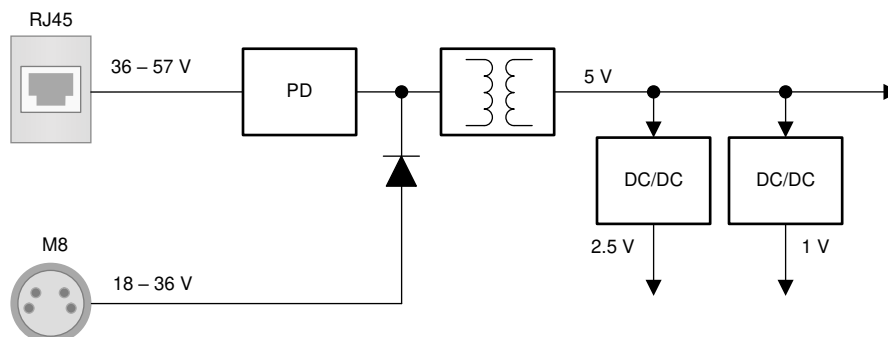 RJ45
36 – 57 V
PD
5 V
DC/DC
DC/DC
2.5 V
1 V
M8
18 – 36 V